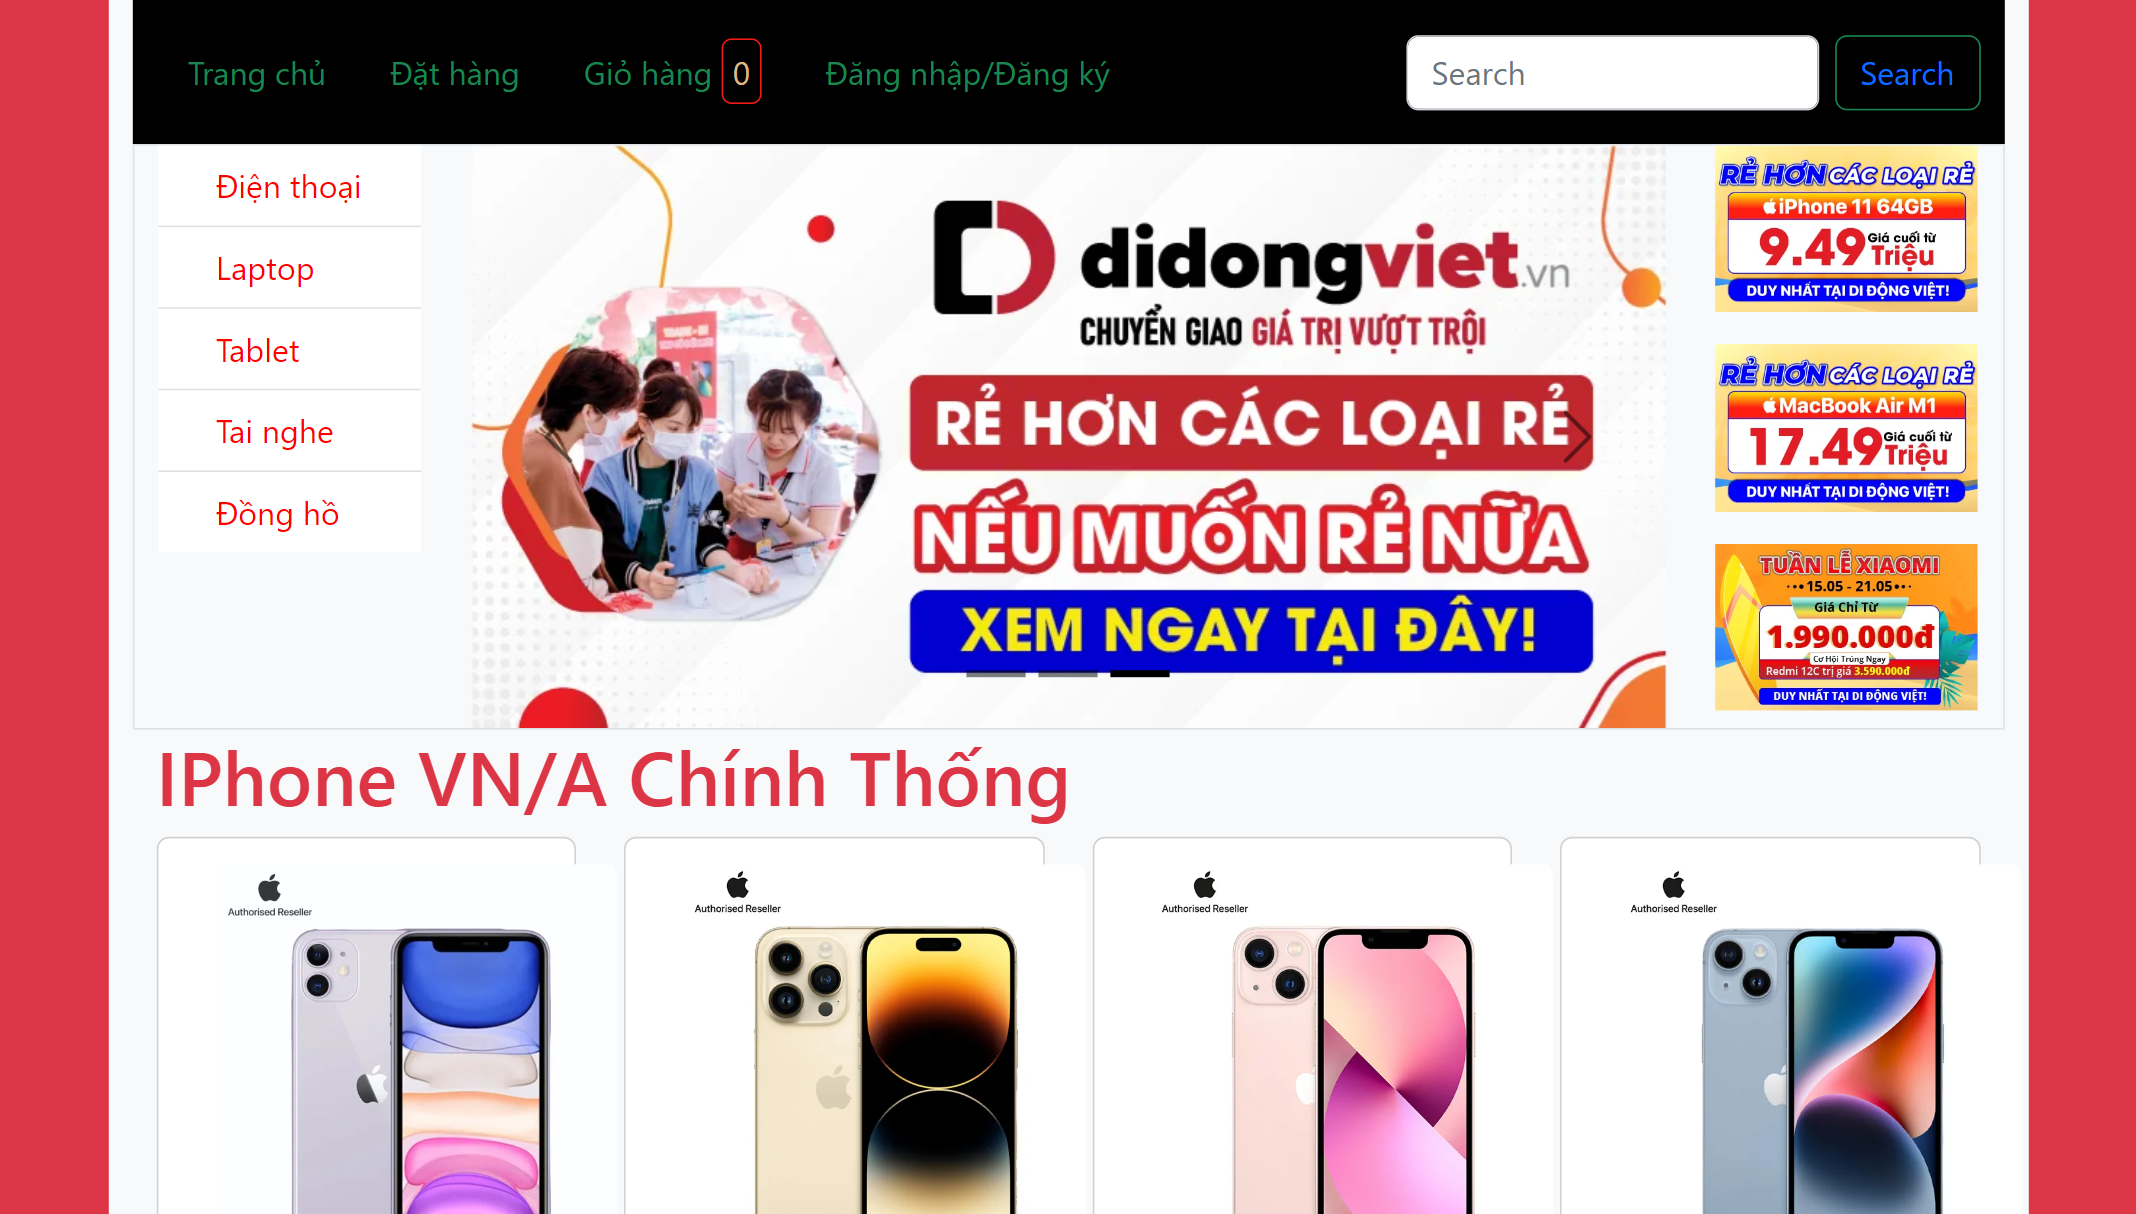 Trang chủ
Đặt hàng
Giỏ hàng 0
Đăng nhập/Đăng ký
Search
Search
Điện thoại
Laptop
Tablet
Tai nghe
Đồng hồ
didongviet.vn
CHUYỂN GIAO GIÁ TRỊ VƯỢT TRỘI
RẺ HƠN CÁC LOẠI RẺ
NẾU MUỐN RẺ NỮA
XEM NGAY TẠI ĐÂY!
RẺ HƠN CÁC LOẠI RẺ
iPhone 11 64GB
9.49 Giá cuối từ
Triệu
DUY NHẤT TẠI DI ĐỘNG VIỆT!
RẺ HƠN CÁC LOẠI RẺ
MacBook Air M1
17.49 Giá cuối từ
Triệu
DUY NHẤT TẠI DI ĐỘNG VIỆT!
TUẦN LỄ XIAOMI
15.05 - 21.05
Giá Chỉ Từ
1.990.000đ
Cơ Hội Trúng Ngay
Redmi 12C trị giá 3.590.000đ
DUY NHẤT TẠI DI ĐỘNG VIỆT!
IPhone VN/A Chính Thống
Authorised Reseller
Authorised Reseller
Authorised Reseller
Authorised Reseller